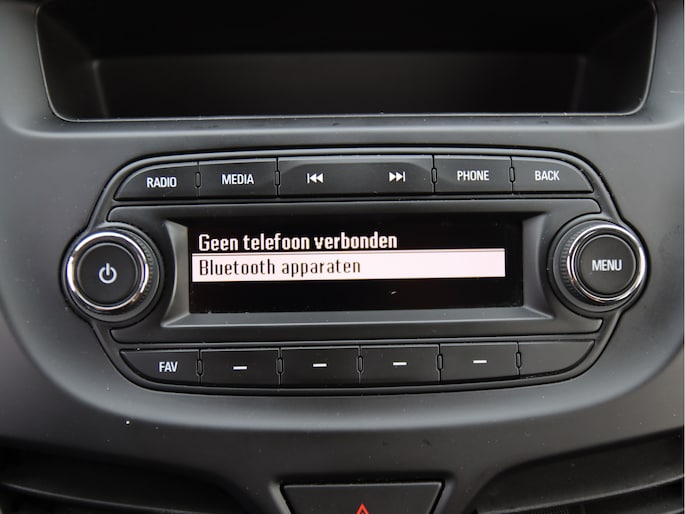 RADIO MEDIA PHONE BACK
Geen telefoon verbonden
Bluetooth apparaten
MENU
FAV